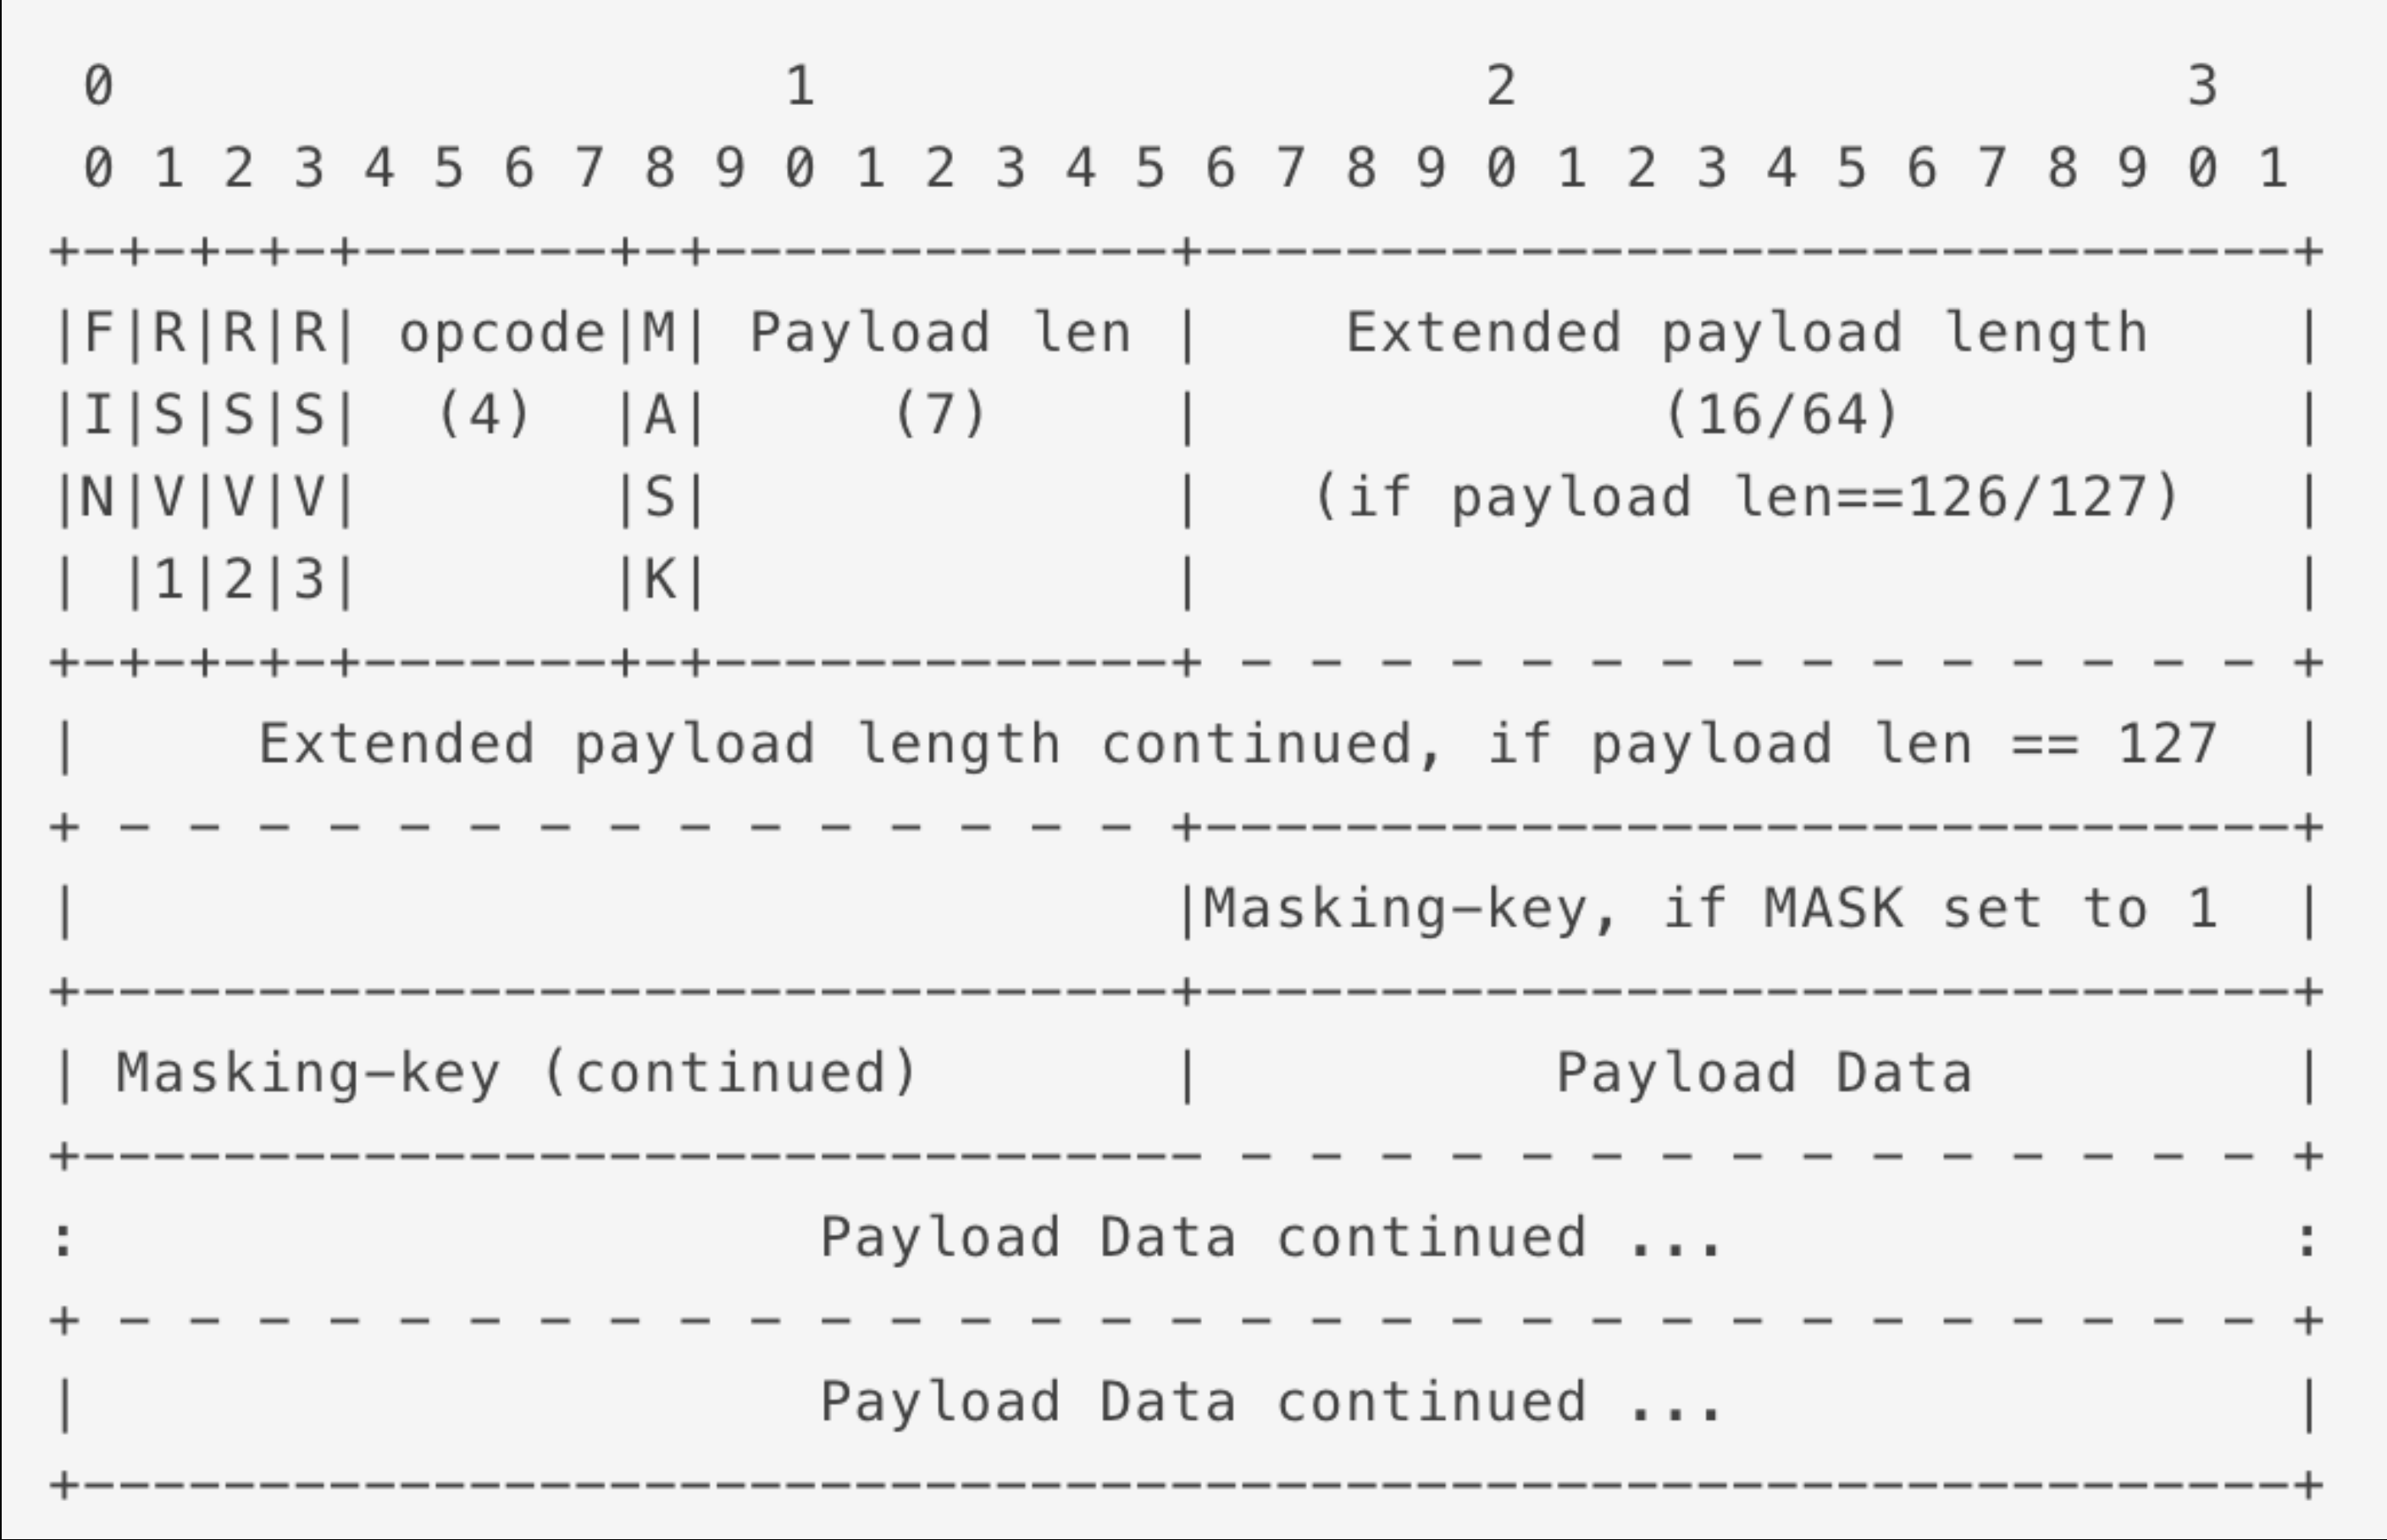 0                   1                   2                   3
 0 1 2 3 4 5 6 7 8 9 0 1 2 3 4 5 6 7 8 9 0 1 2 3 4 5 6 7 8 9 0 1
+-+-+-+-+-------+-+-------------+-------------------------------+
|F|R|R|R| opcode|M| Payload len |    Extended payload length    |
|I|S|S|S|  (4)  |A|     (7)     |             (16/64)           |
|N|V|V|V|       |S|             |   (if payload len==126/127)   |
| |1|2|3|       |K|             |                               |
+-+-+-+-+-------+-+-------------+ - - - - - - - - - - - - - - - +
|     Extended payload length continued, if payload len == 127  |
+ - - - - - - - - - - - - - - - +-------------------------------+
|                               |Masking-key, if MASK set to 1  |
+-------------------------------+-------------------------------+
| Masking-key (continued)       |          Payload Data         |
+-------------------------------- - - - - - - - - - - - - - - - +
:                     Payload Data continued ...                :
+ - - - - - - - - - - - - - - - - - - - - - - - - - - - - - - - +
|                     Payload Data continued ...                |
+---------------------------------------------------------------+